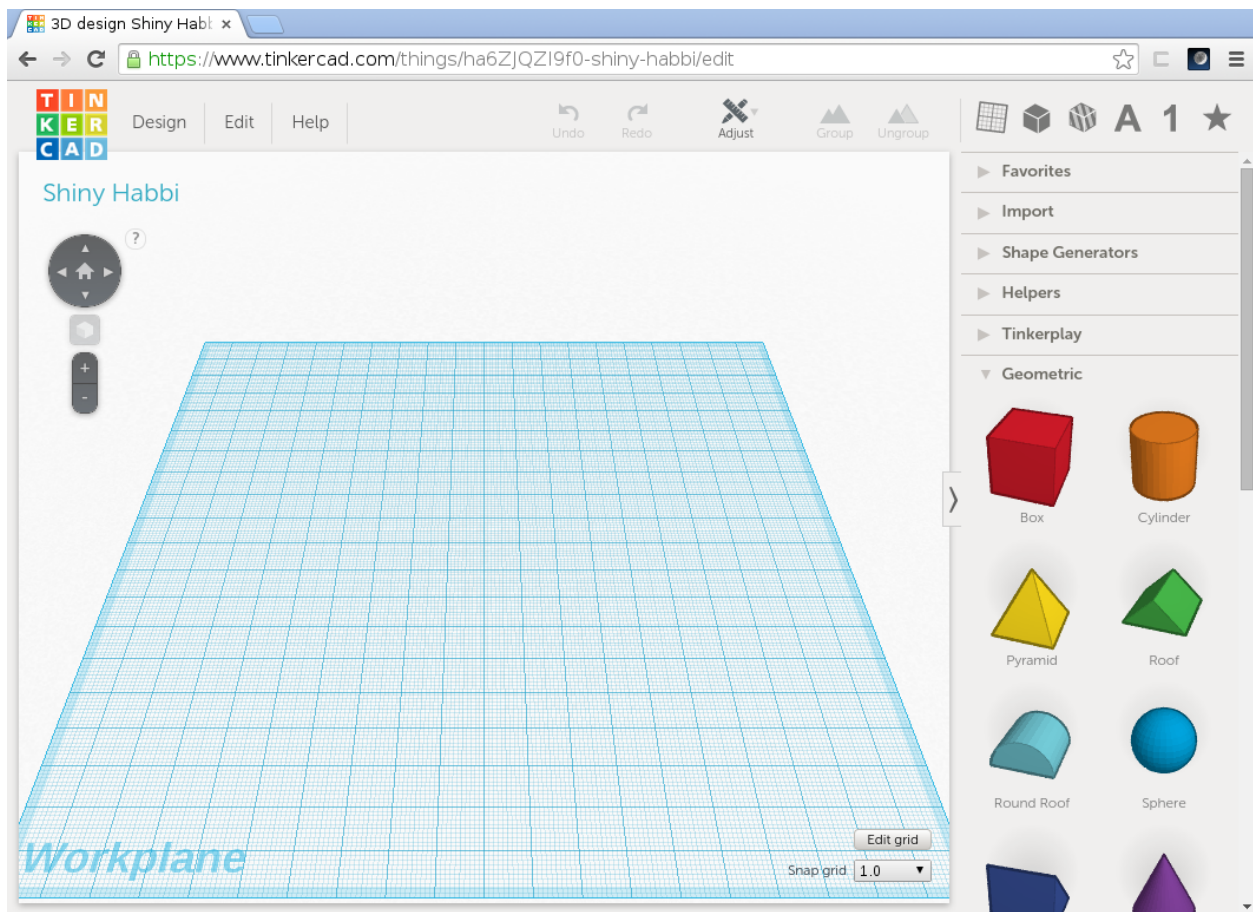 3D design Shiny Habb
https://www.tinkercad.com/things/ha6ZJQZI9f0-shiny-habbi/edit
TIN
KER
CAD
Design
Edit
Help
Undo
Redo
Adjust
Group
Ungroup
A
1
Shiny Habbi
?
+
-
Workplane
Edit grid
Snap grid
1.0
Favorites
Import
Shape Generators
Helpers
Tinkerplay
Geometric
Box
Cylinder
Pyramid
Roof
Round Roof
Sphere